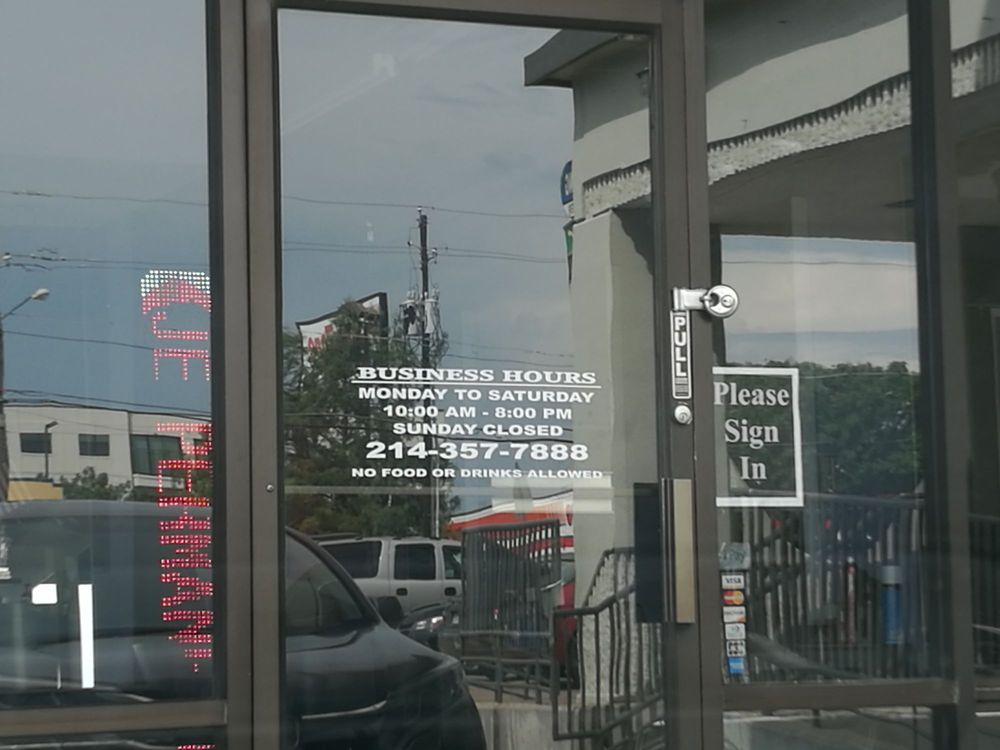 BUSINESS HOURS
MONDAY TO SATURDAY
10:00 AM - 8:00 PM
SUNDAY CLOSED
214-357-7888
NO FOOD OR DRINKS ALLOWED
PULL
Please
Sign
In
VISA